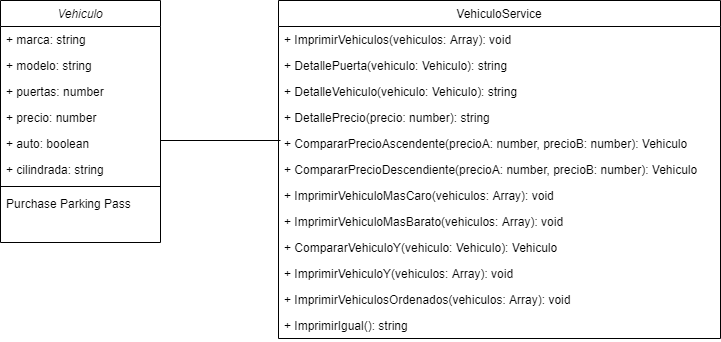 Vehiculo
+ marca: string
+ modelo: string
+ puertas: number
+ precio: number
+ auto: boolean
+ cilindrada: string
Purchase Parking Pass
VehiculoService
+ ImprimirVehiculos(vehiculos: Array): void
+ DetallePuerta(vehiculo: Vehiculo): string
+ DetalleVehiculo(vehiculo: Vehiculo): string
+ DetallePrecio(precio: number): string
+ CompararPrecioAscendente(precioA: number, precioB: number): Vehiculo
+ CompararPrecioDescendiente(precioA: number, precioB: number): Vehiculo
+ ImprimirVehiculoMasCaro(vehiculos: Array): void
+ ImprimirVehiculoMasBarato(vehiculos: Array): void
+ CompararVehiculoY(vehiculo: Vehiculo): Vehiculo
+ ImprimirVehiculoY(vehiculos: Array): void
+ ImprimirVehiculosOrdenados(vehiculos: Array): void
+ ImprimirIgual(): string